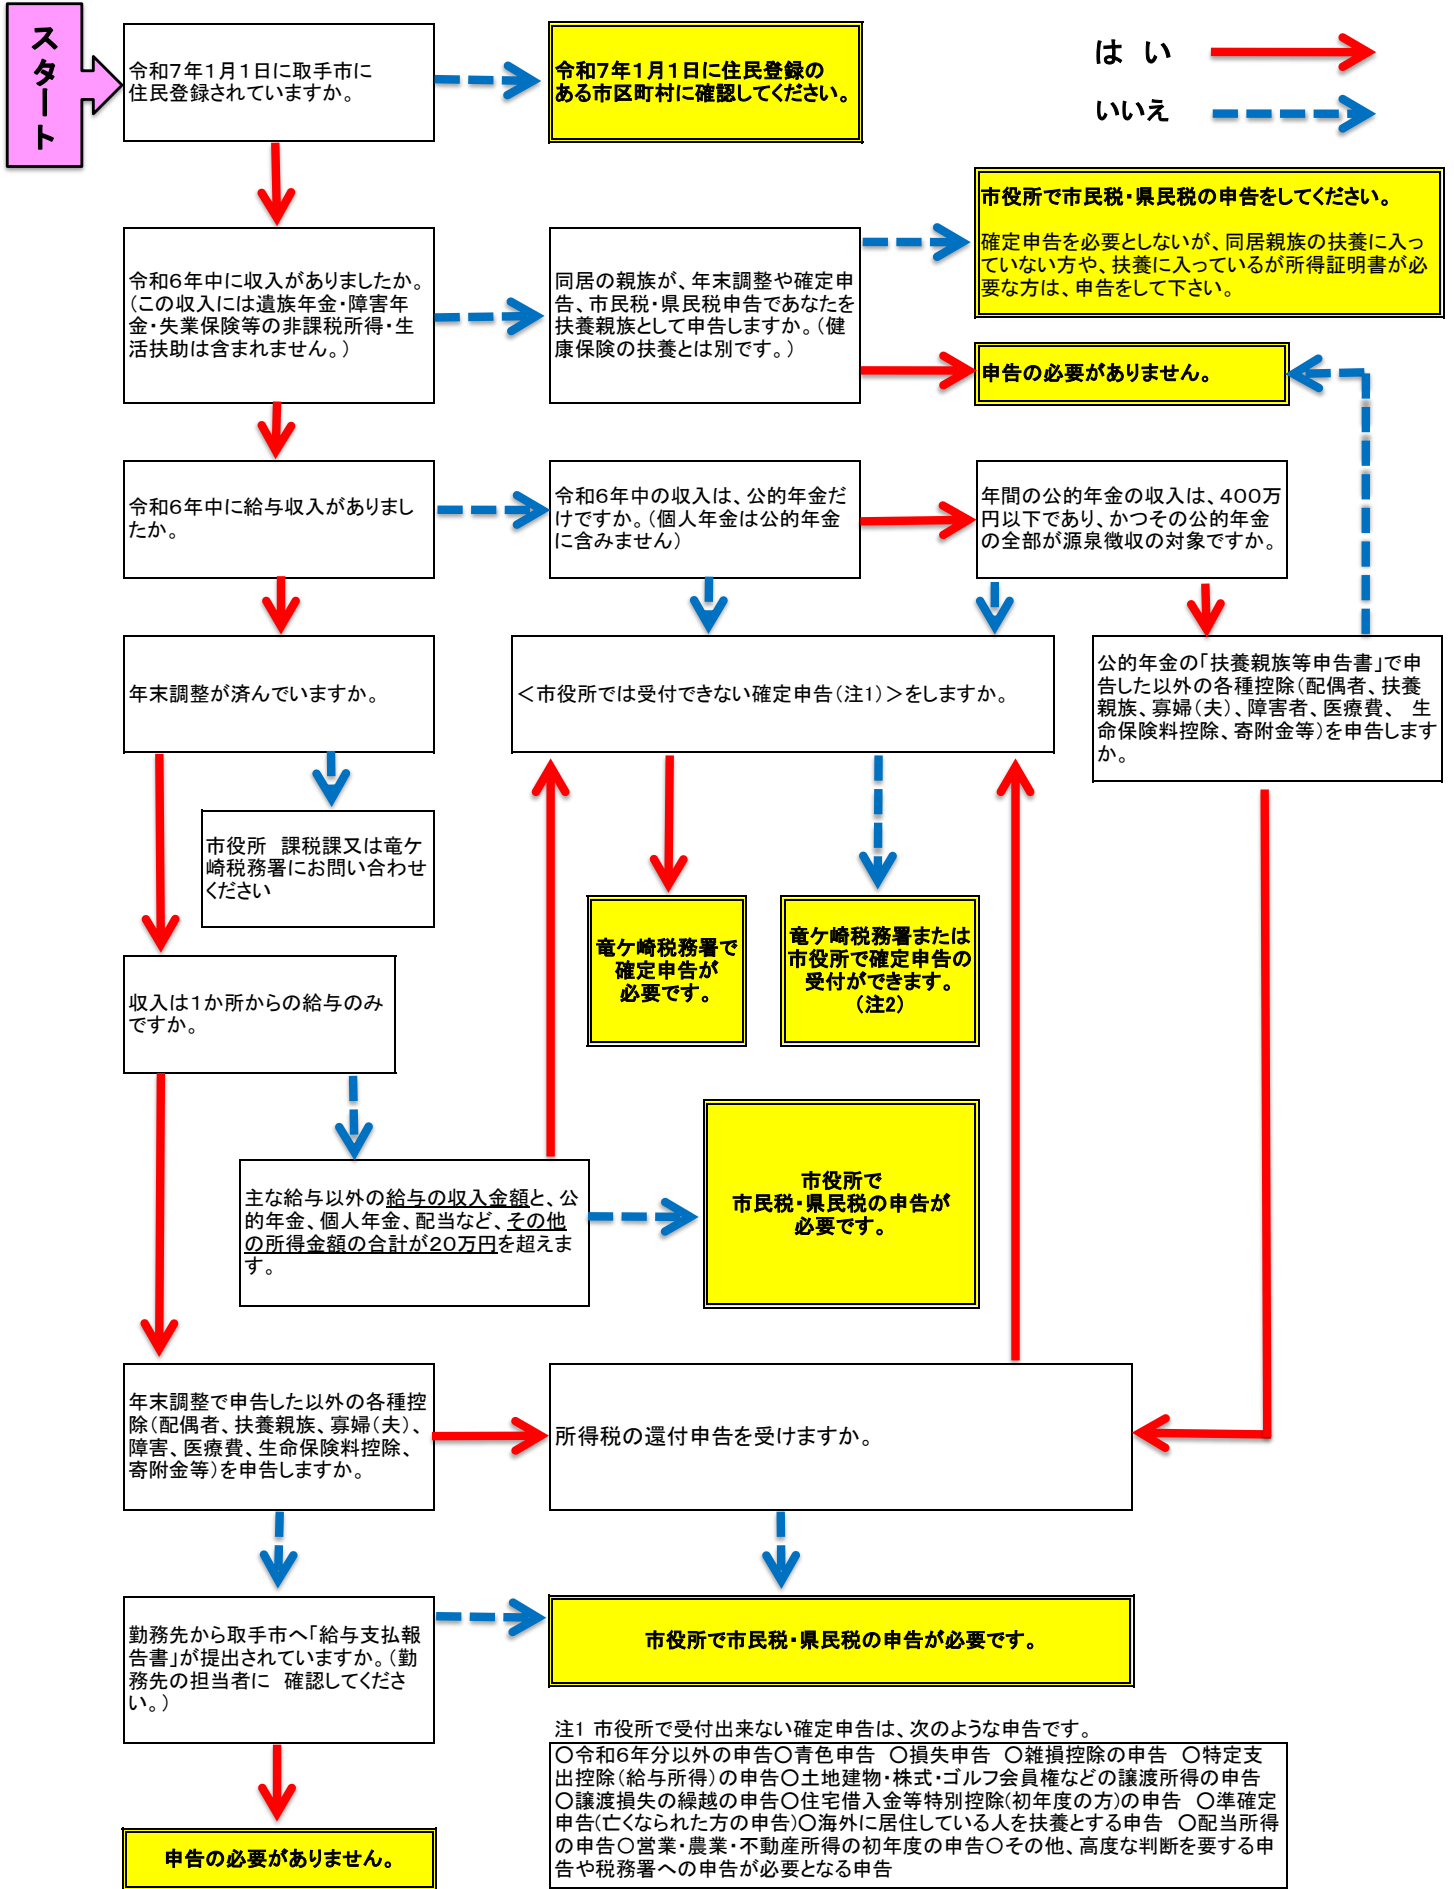 スタート
令和７年１月１日に取手市に
住民登録されていますか。
令和７年１月１日に住民登録の
ある市区町村に確認してください。
は　い
いいえ
市役所で市民税・県民税の申告をしてください。
確定申告を必要としないが、同居親族の扶養に入っ
ていない方や、扶養に入っているが所得証明書が必
要な方は、申告をして下さい。
令和６年中に収入がありましたか。
（この収入には遺族年金・障害年
金・失業保険等の非課税所得・生
活扶助は含まれません。）
同居の親族が、年末調整や確定申
告、市民税・県民税申告であなたを
扶養親族として申告しますか。（健
康保険の扶養とは別です。）
申告の必要がありません。
令和６年中に給与収入がありまし
たか。
令和６年中の収入は、公的年金だ
けですか。（個人年金は公的年金
に含みません）
年間の公的年金の収入は、４００万
円以下であり、かつその公的年金
の全部が源泉徴収の対象ですか。
年末調整が済んでいますか。
＜市役所では受付できない確定申告（注１）＞をしますか。
公的年金の「扶養親族等申告書」で申
告した以外の各種控除（配偶者、扶養
親族、寡婦（夫）、障害者、医療費、　生
命保険料控除、寄附金等）を申告します
か。
市役所　課税課又は竜ケ
崎税務署にお問い合わせ
ください
竜ケ崎税務署で
確定申告が
必要です。
竜ケ崎税務署または
市役所で確定申告の
受付ができます。
（注２）
収入は１か所からの給与のみ
ですか。
主な給与以外の給与の収入金額と、公
的年金、個人年金、配当など、その他
の所得金額の合計が２０万円を超えま
す。
市役所で
市民税・県民税の申告が
必要です。
年末調整で申告した以外の各種控
除（配偶者、扶養親族、寡婦（夫）、
障害、医療費、生命保険料控除、
寄附金等）を申告しますか。
所得税の還付申告を受けますか。
勤務先から取手市へ「給与支払報
告書」が提出されていますか。（勤
務先の担当者に　確認してくださ
い。）
市役所で市民税・県民税の申告が必要です。
申告の必要がありません。
注１ 市役所で受付出来ない確定申告は、次のような申告です。
〇令和６年分以外の申告〇青色申告　〇損失申告　〇雑損控除の申告　〇特定支
出控除（給与所得）の申告〇土地建物・株式・ゴルフ会員権などの譲渡所得の申告
〇譲渡損失の繰越の申告〇住宅借入金等特別控除(初年度の方)の申告　〇準確定
申告(亡くなられた方の申告)〇海外に居住している人を扶養とする申告　〇配当所得
の申告〇営業・農業・不動産所得の初年度の申告〇その他、高度な判断を要する申
告や税務署への申告が必要となる申告